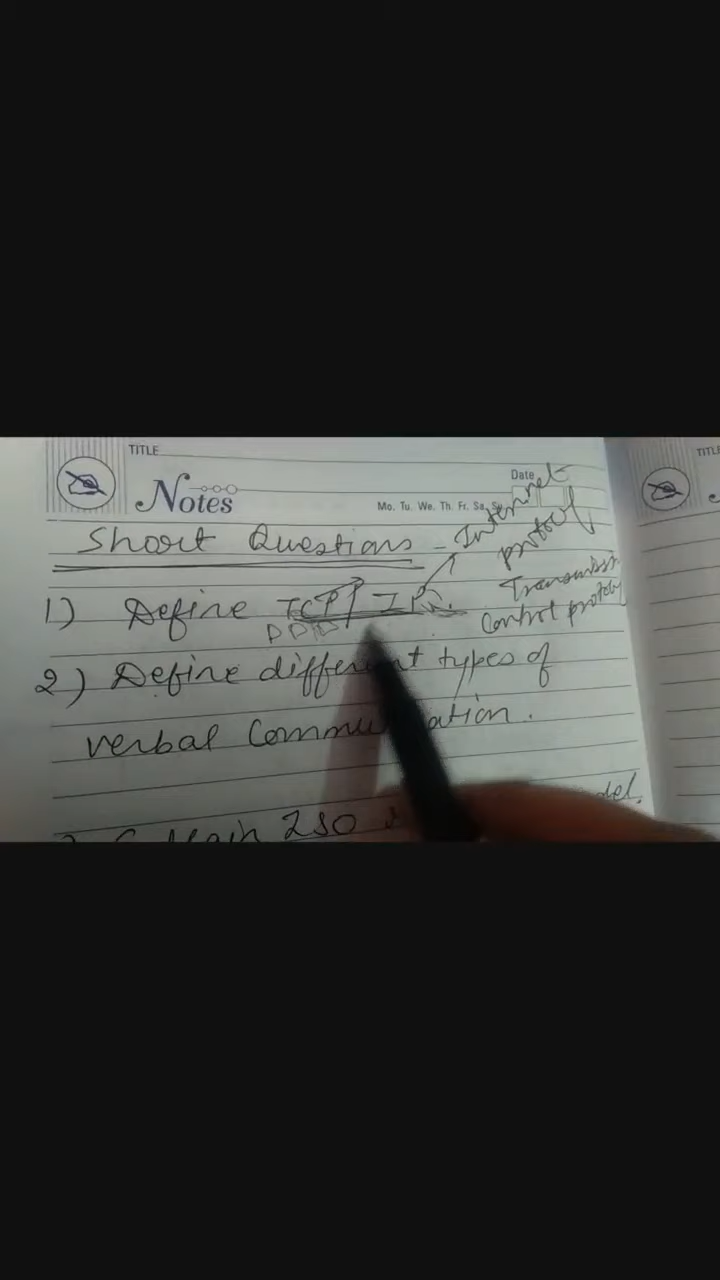 TITLE
Notes
Date
Mo. Tu. We. Th. Fr. Sa. Su
TITL
Short Questions - Internet protocol
Transmission
Control
1) Define TCP/IP.
2) Define different types of
verbal Communication.